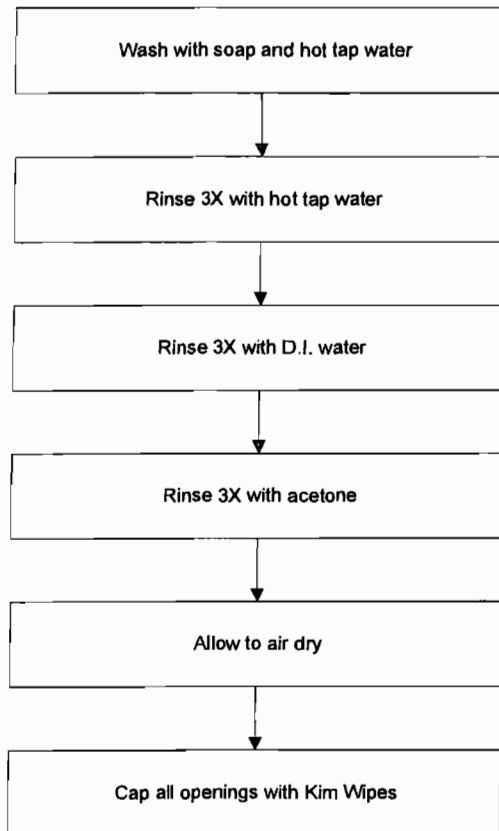 Wash with soap and hot tap water
Rinse 3X with hot tap water
Rinse 3X with D.I. water
Rinse 3X with acetone
Allow to air dry
Cap all openings with Kim Wipes